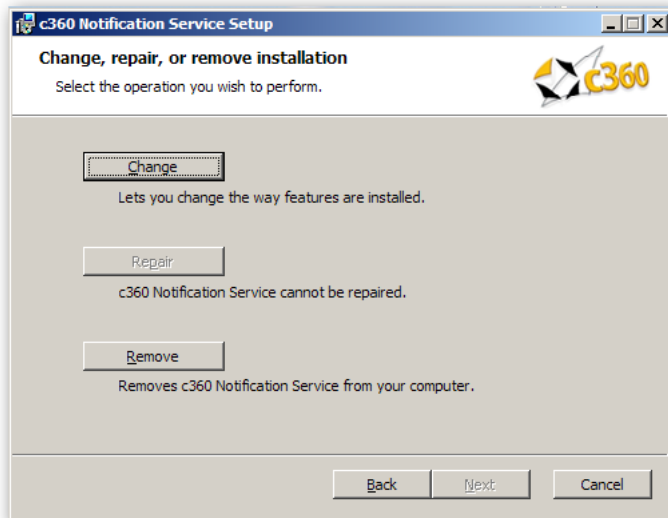 c360 Notification Service Setup
Change, repair, or remove installation
Select the operation you wish to perform.
c360
Change
Lets you change the way features are installed.
Repair
c360 Notification Service cannot be repaired.
Remove
Removes c360 Notification Service from your computer.
Back Next Cancel